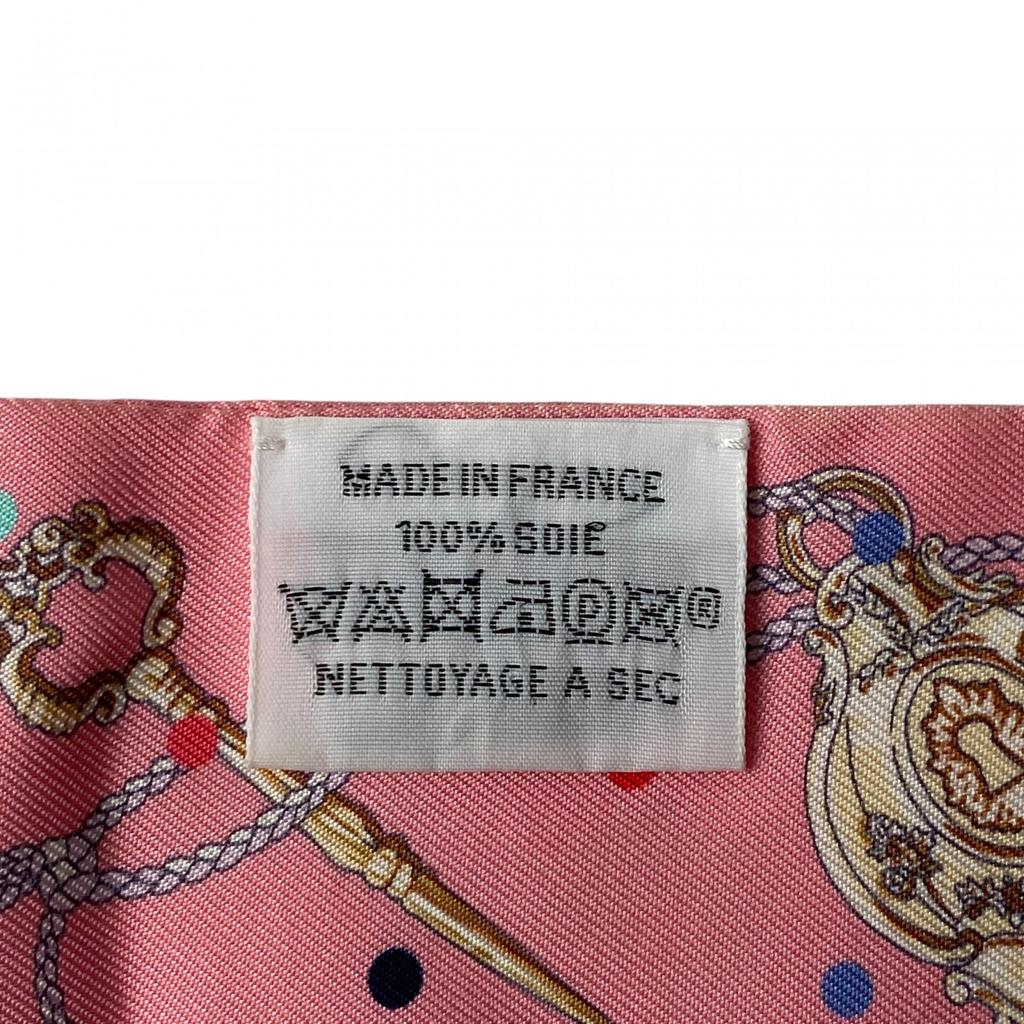 MADE IN FRANCE
100% SOIE
P ®
NETTOYAGE A SEC